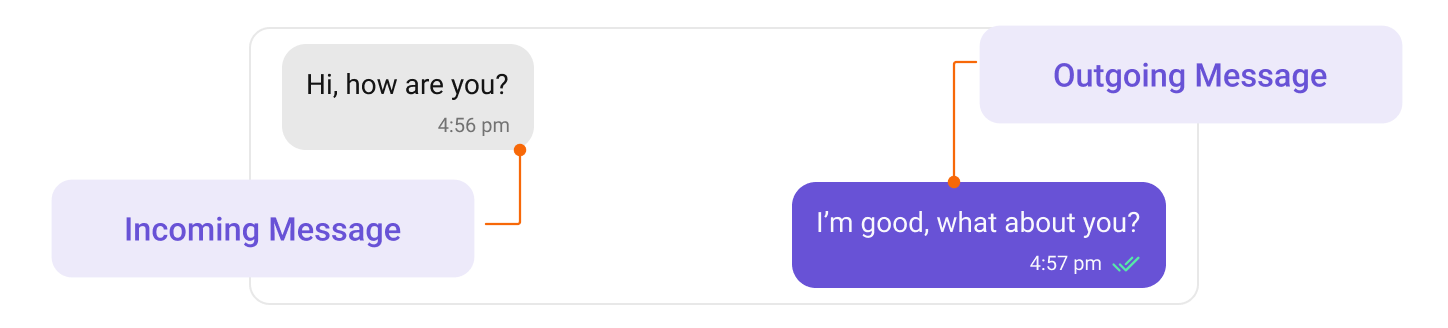 Hi, how are you?
4:56 pm
Outgoing Message
Incoming Message
I’m good, what about you?
4:57 pm